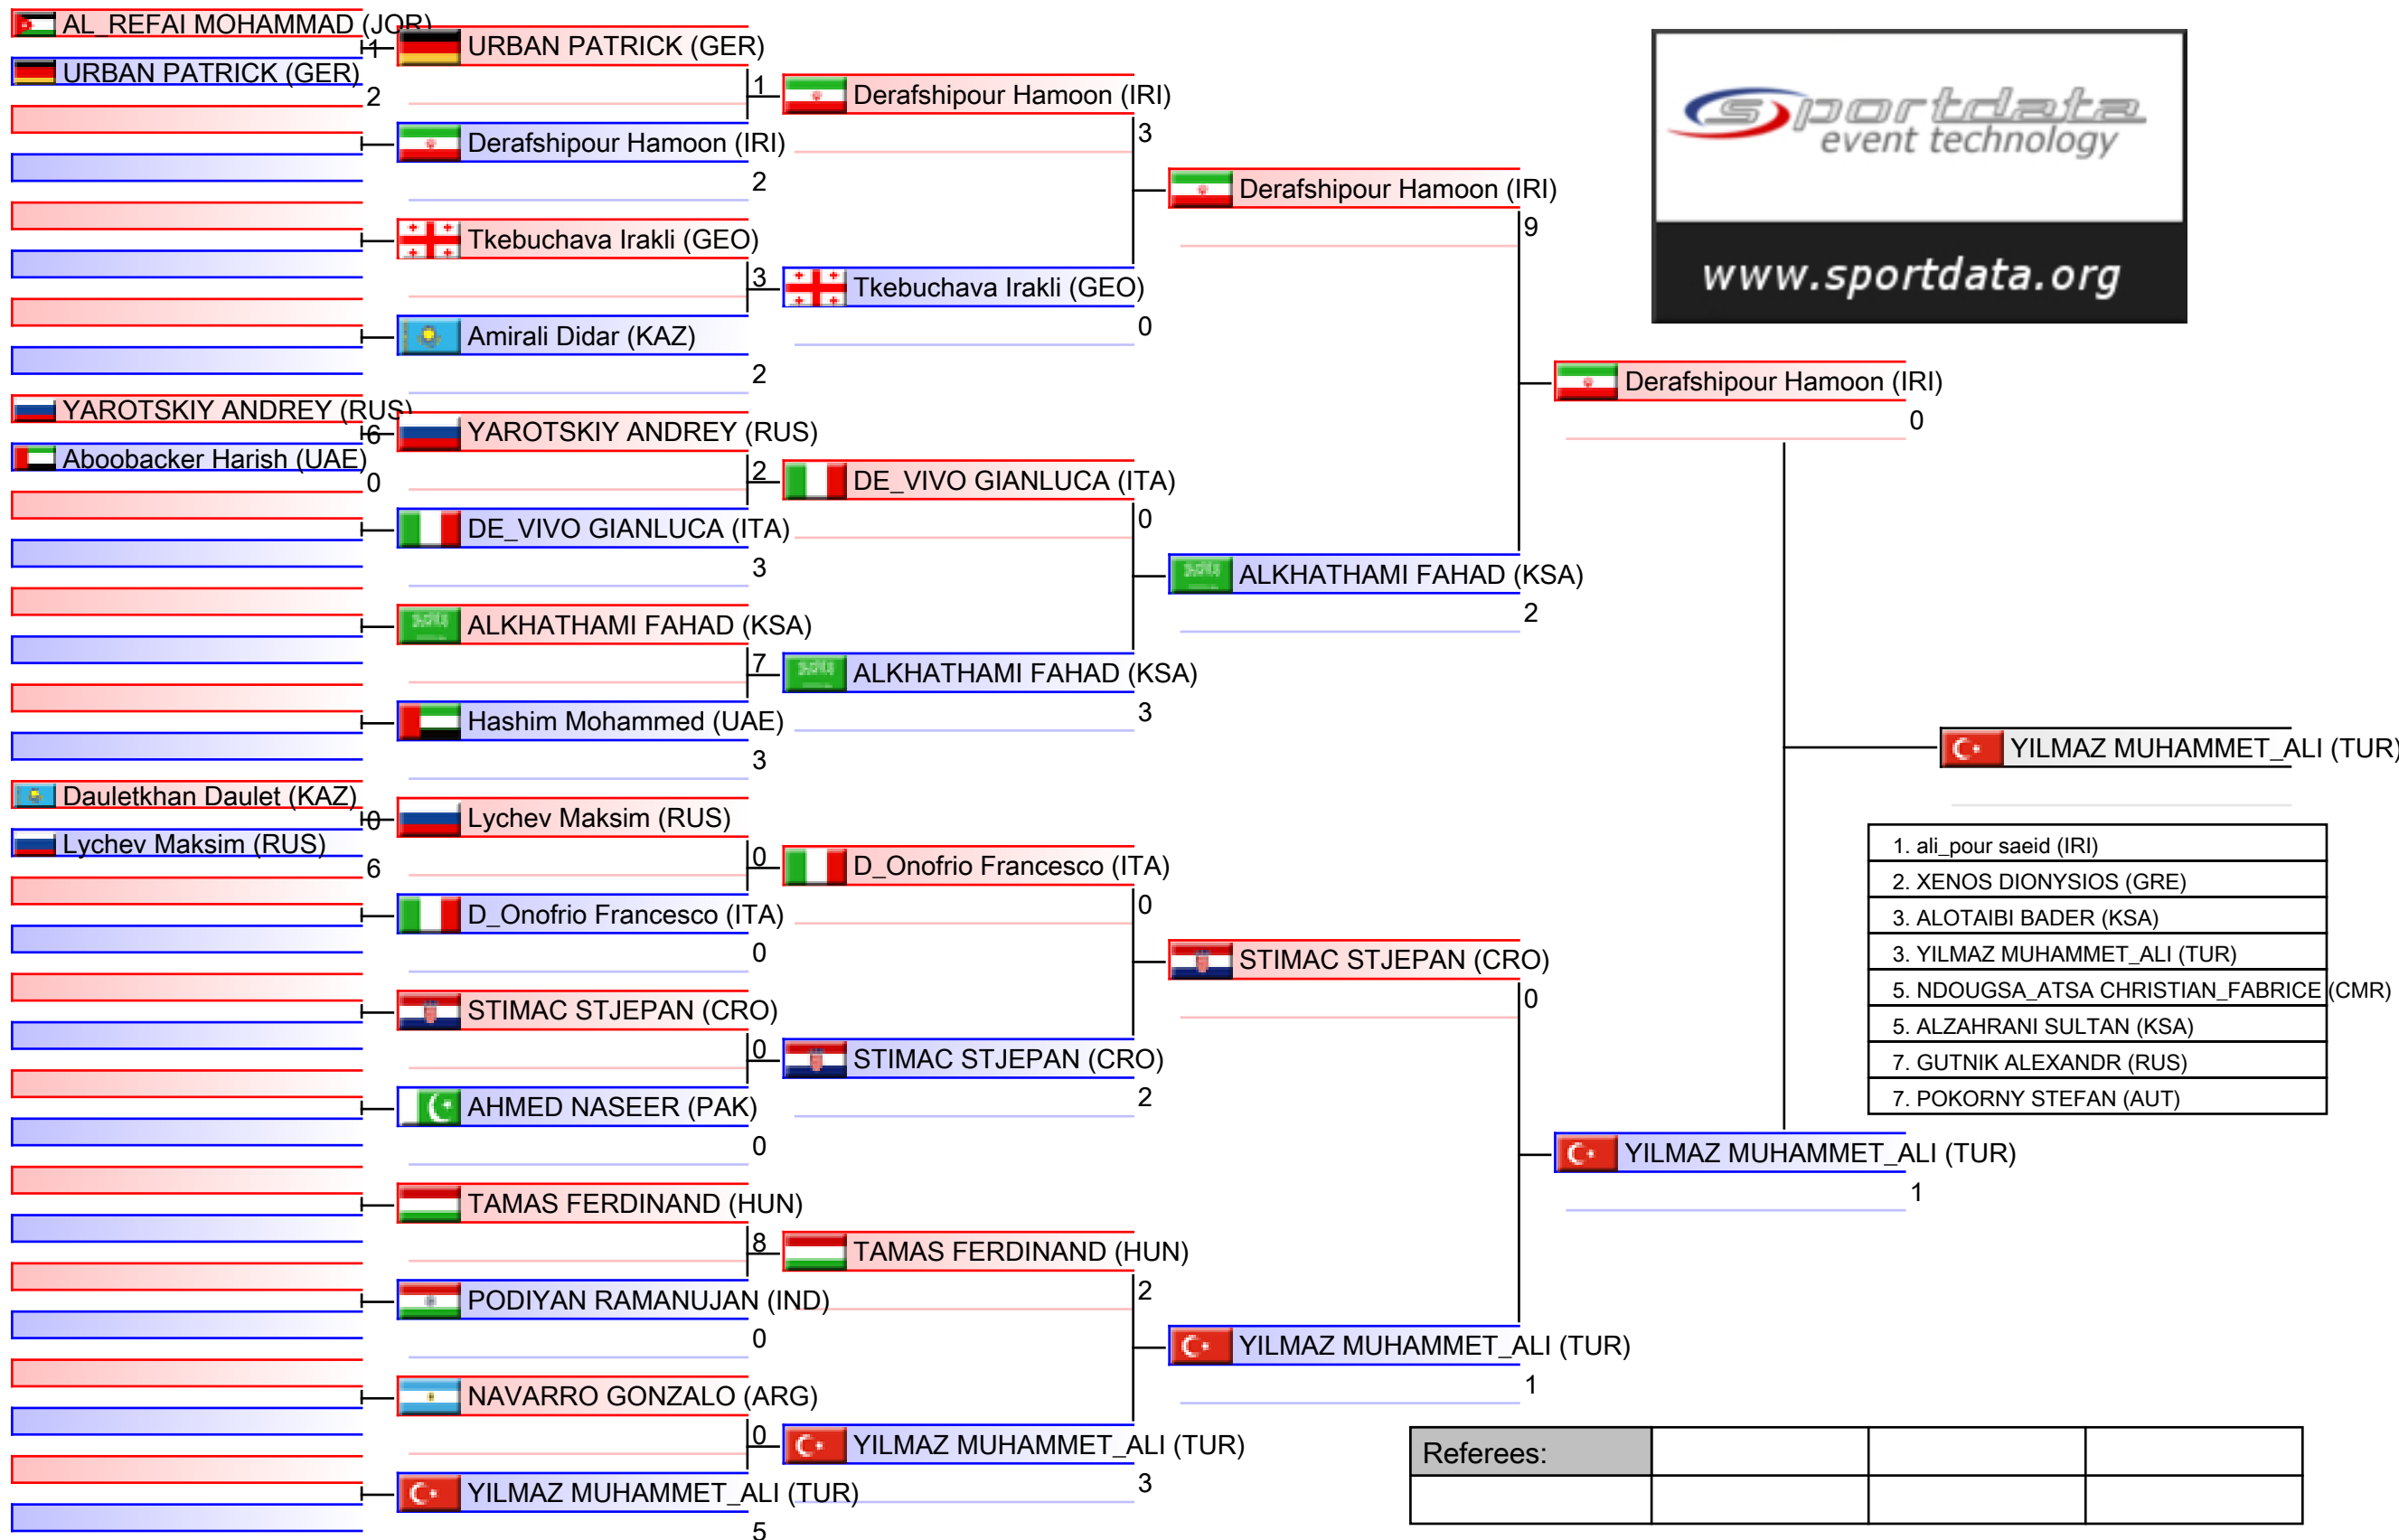 AL_REFAI MOHAMMAD (JOR)
1
URBAN PATRICK (GER)
2
YAROTSKIY ANDREY (RUS)
6
Aboobacker Harish (UAE)
0
Dauletkhan Daulet (KAZ)
0
Lychev Maksim (RUS)
6
URBAN PATRICK (GER)
1
Derafshipour Hamoon (IRI)
2
Tkebuchava Irakli (GEO)
3
Amirali Didar (KAZ)
2
YAROTSKIY ANDREY (RUS)
2
DE_VIVO GIANLUCA (ITA)
3
ALKHATHAMI FAHAD (KSA)
7
Hashim Mohammed (UAE)
3
Lychev Maksim (RUS)
0
D_Onofrio Francesco (ITA)
0
STIMAC STJEPAN (CRO)
0
AHMED NASEER (PAK)
0
TAMAS FERDINAND (HUN)
8
PODIYAN RAMANUJAN (IND)
0
NAVARRO GONZALO (ARG)
0
YILMAZ MUHAMMET_ALI (TUR)
5
Derafshipour Hamoon (IRI)
3
Tkebuchava Irakli (GEO)
0
DE_VIVO GIANLUCA (ITA)
0
ALKHATHAMI FAHAD (KSA)
3
D_Onofrio Francesco (ITA)
0
STIMAC STJEPAN (CRO)
2
TAMAS FERDINAND (HUN)
2
YILMAZ MUHAMMET_ALI (TUR)
3
Derafshipour Hamoon (IRI)
9
ALKHATHAMI FAHAD (KSA)
2
STIMAC STJEPAN (CRO)
0
YILMAZ MUHAMMET_ALI (TUR)
1
Derafshipour Hamoon (IRI)
0
YILMAZ MUHAMMET_ALI (TUR)
1
YILMAZ MUHAMMET_ALI (TUR)
sportdata
event technology
www.sportdata.org
1. ali_pour saeid (IRI)
2. XENOS DIONYSIOS (GRE)
3. ALOTAIBI BADER (KSA)
3. YILMAZ MUHAMMET_ALI (TUR)
5. NDOUGSA_ATSA CHRISTIAN_FABRICE (CMR)
5. ALZAHRANI SULTAN (KSA)
7. GUTNIK ALEXANDR (RUS)
7. POKORNY STEFAN (AUT)
Referees: